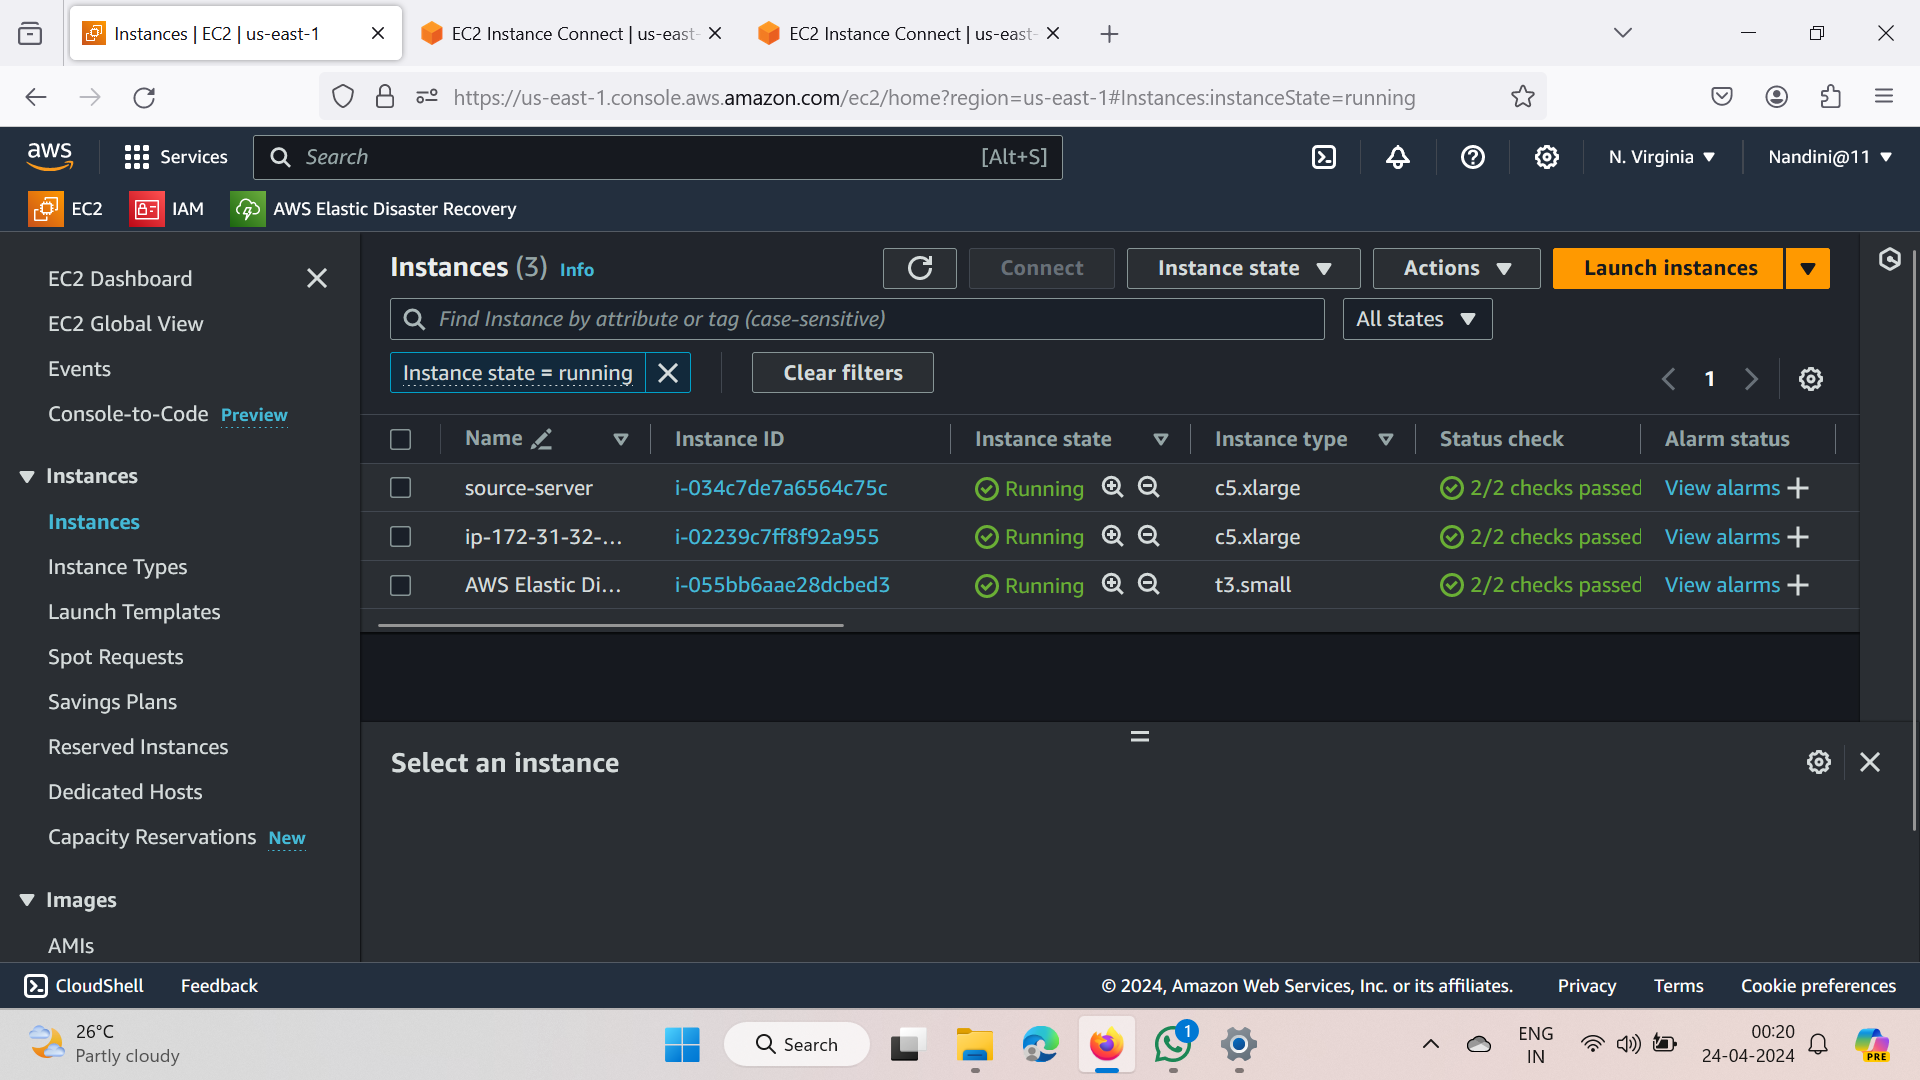 Instances | EC2 | us-east-1
EC2 Instance Connect | us-east-
EC2 Instance Connect | us-east-
https://us-east-1.console.aws.amazon.com/ec2/home?region=us-east-1#Instances:instanceState=running
aws
Services
Search
[Alt+S]
N. Virginia
Nandini@11
EC2
IAM
AWS Elastic Disaster Recovery
EC2 Dashboard
EC2 Global View
Events
Console-to-Code Preview
Instances
Instances
Instance Types
Launch Templates
Spot Requests
Savings Plans
Reserved Instances
Dedicated Hosts
Capacity Reservations New
Images
AMIs
Instances (3) Info
Connect
Instance state
Actions
Launch instances
Find Instance by attribute or tag (case-sensitive)
All states
Instance state = running
Clear filters
1
Name Instance ID Instance state Instance type Status check Alarm status
source-server i-034c7de7a6564c75c Running c5.xlarge 2/2 checks passed View alarms
ip-172-31-32-... i-02239c7ff8f92a955 Running c5.xlarge 2/2 checks passed View alarms
AWS Elastic Di... i-055bb6aae28dcbed3 Running t3.small 2/2 checks passed View alarms
Select an instance
CloudShell
Feedback
© 2024, Amazon Web Services, Inc. or its affiliates.
Privacy
Terms
Cookie preferences
26°C
Partly cloudy
Search
1
ENG
IN
00:20
24-04-2024
PRE